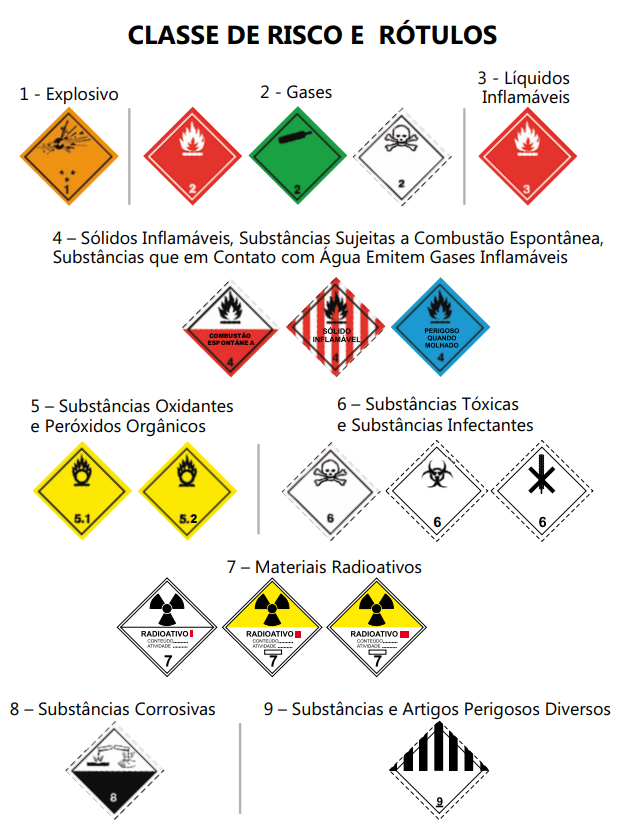 CLASSE DE RISCO E RÓTULOS
1 - Explosivo
2 - Gases
3 - Líquidos
Inflamáveis
1
2
2
2
3
4 – Sólidos Inflamáveis, Substâncias Sujeitas a Combustão Espontânea,
Substâncias que em Contato com Água Emitem Gases Inflamáveis
COMBUSTÃO
ESPONTÂNEA
4
SÓLIDO
INFLAMÁVEL
4
PERIGOSO
QUANDO
MOLHADO
4
5 – Substâncias Oxidantes
e Peróxidos Orgânicos
6 – Substâncias Tóxicas
e Substâncias Infectantes
5.1
5.2
6
6
6
7 – Materiais Radioativos
RADIOATIVO I
CONTEÚDO..........
ATIVIDADE ..........
7
RADIOATIVO
CONTEÚDO..........
ATIVIDADE ..........
7
RADIOATIVO
CONTEÚDO..........
ATIVIDADE ..........
7
8 – Substâncias Corrosivas
9 – Substâncias e Artigos Perigosos Diversos
8
9